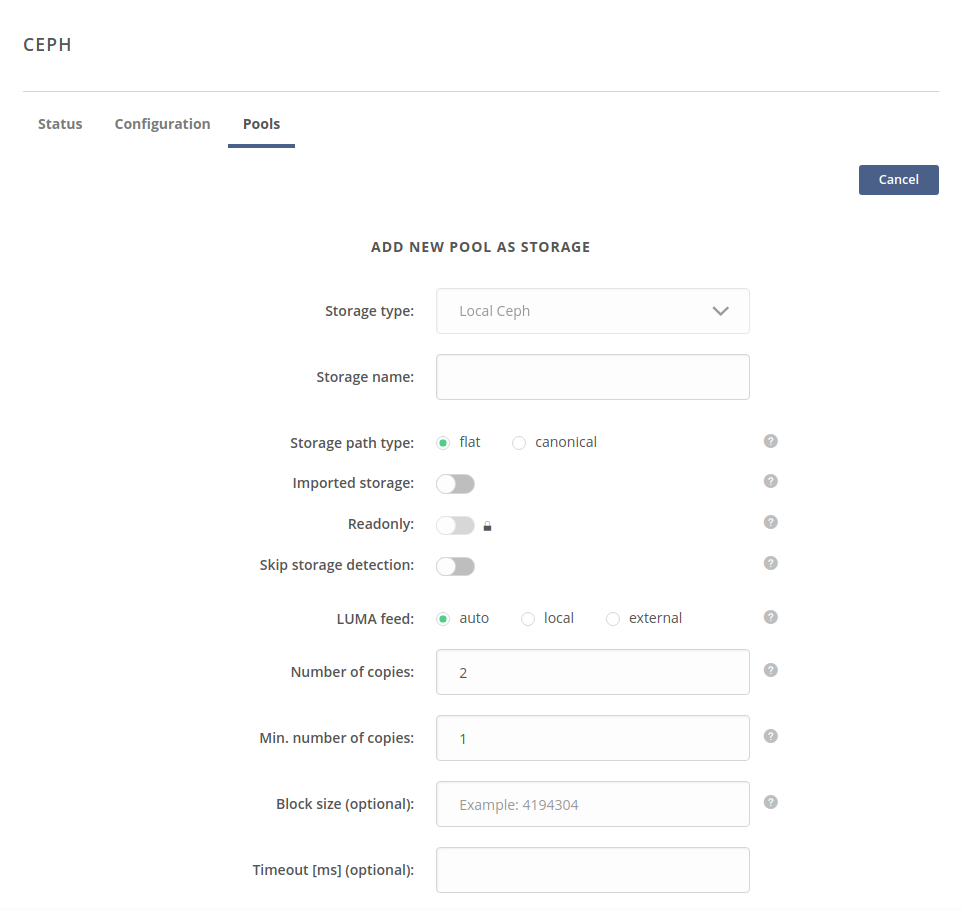 CEPH
Status Configuration Pools
Cancel
ADD NEW POOL AS STORAGE
Storage type: Local Ceph
Storage name:
Storage path type: flat canonical ?
Imported storage: ?
Readonly: ?
Skip storage detection: ?
LUMA feed: auto local external ?
Number of copies: 2 ?
Min. number of copies: 1 ?
Block size (optional): Example: 4194304 ?
Timeout [ms] (optional):